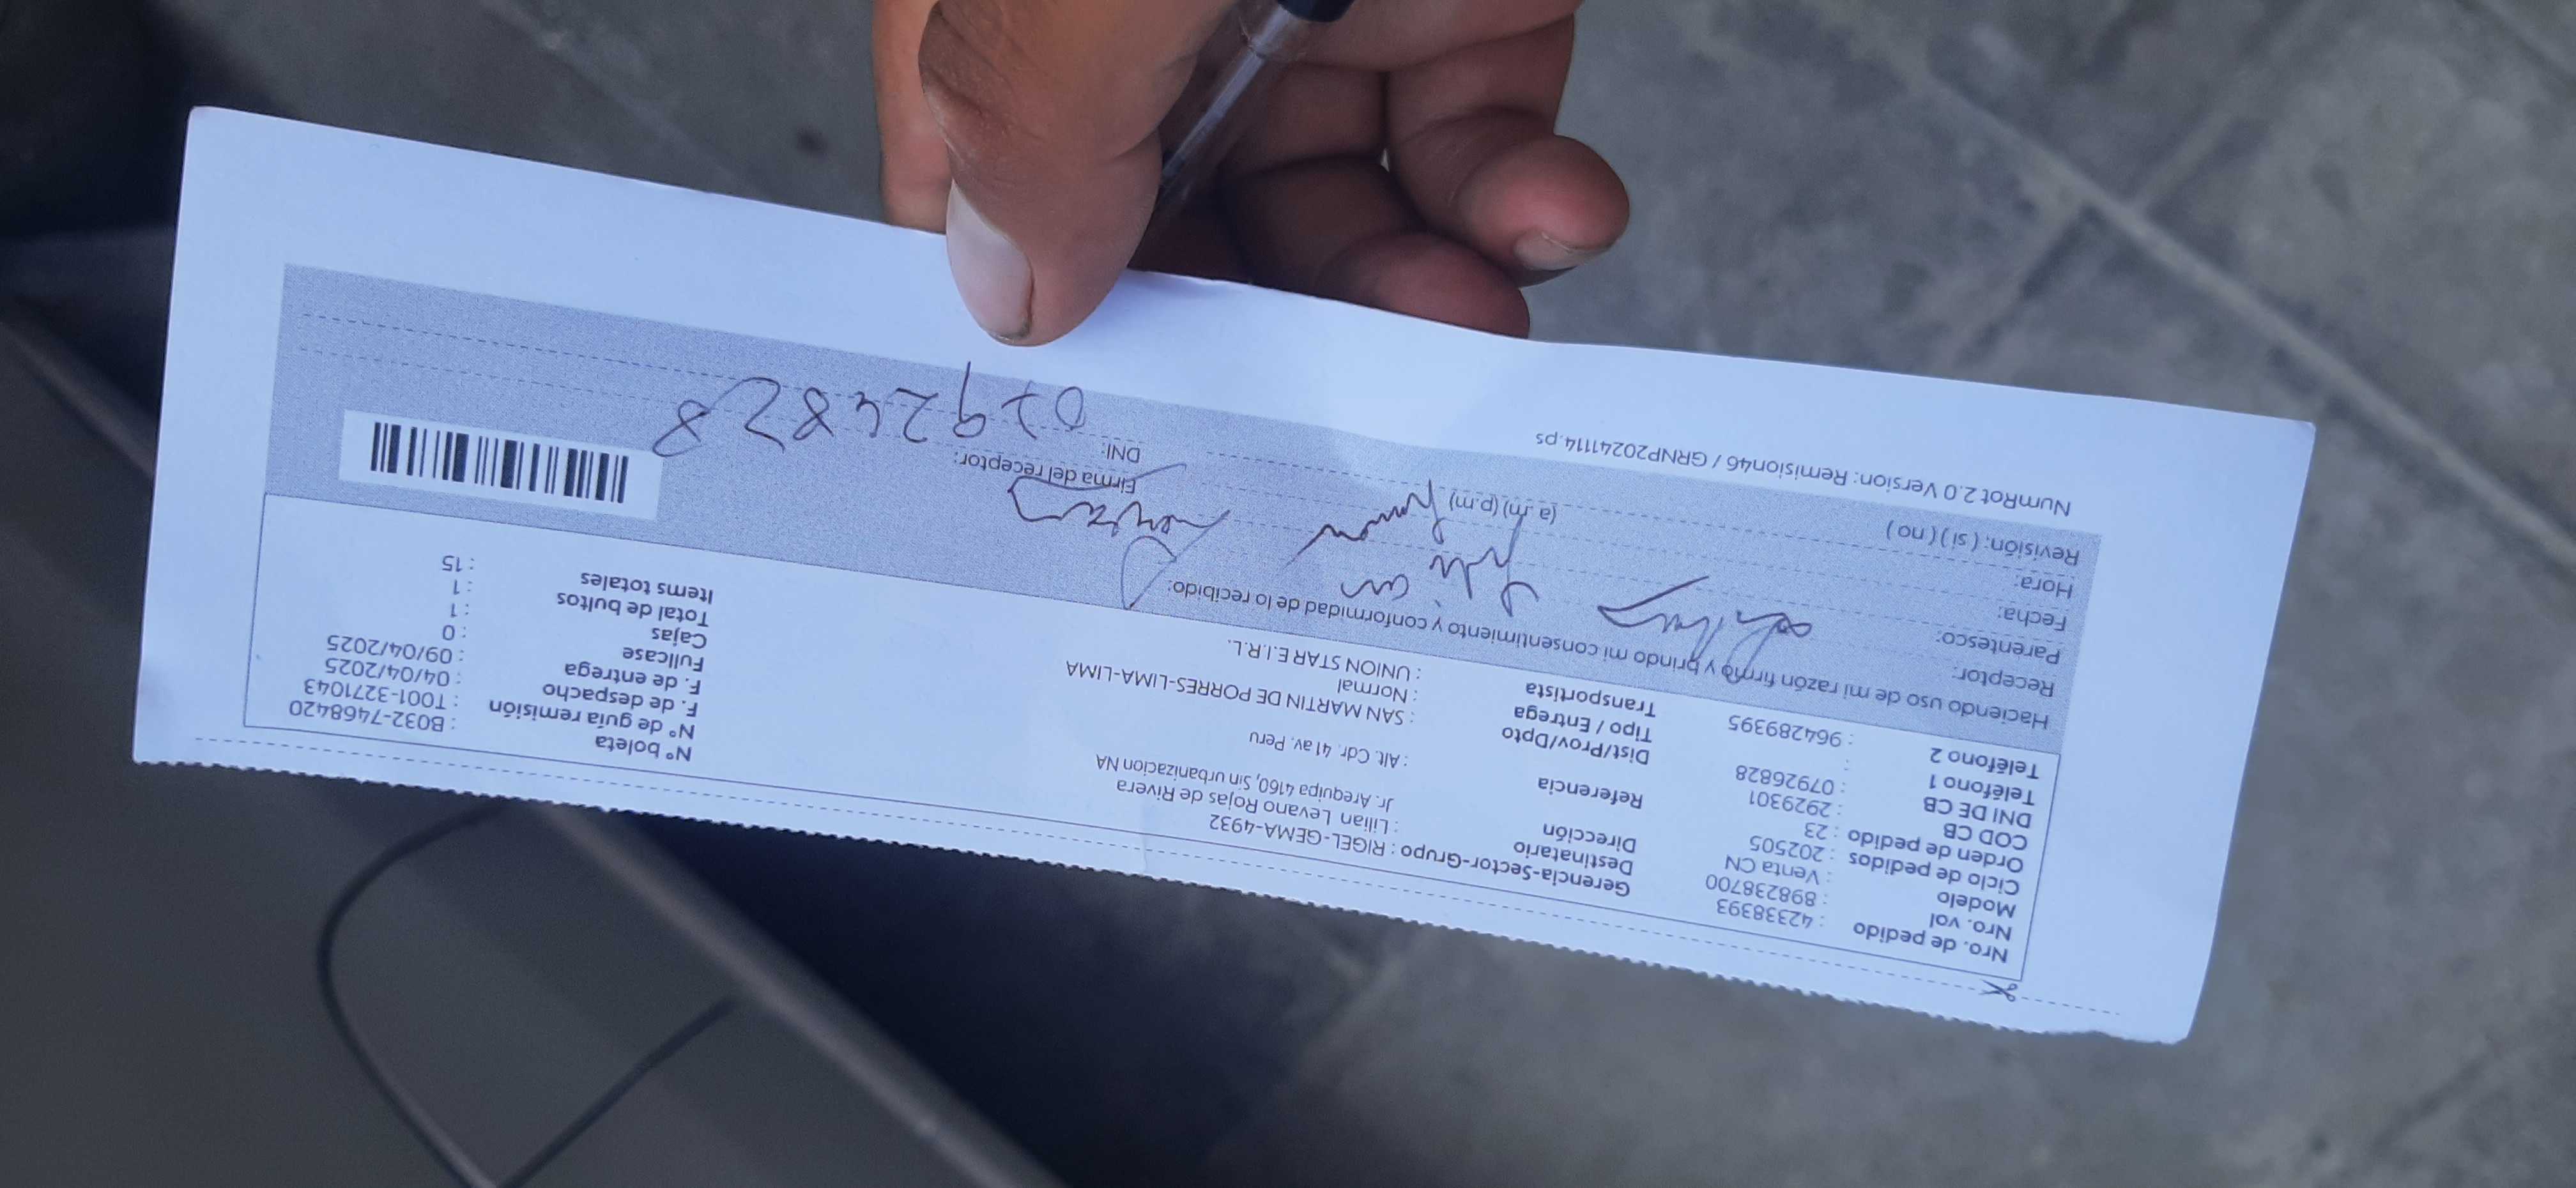 Nro. de pedido : 42338393
Nro. vol : 898238700
Modelo : Venta CN
Ciclo de pedidos : 202505
Orden de pedido : 23
COD CB : 2929301
DNI DE CB : 07926828
Teléfono 1 :
Teléfono 2 : 964289395
Gerencia-Sector-Grupo : RIGEL-GEMA-4932
Destinatario : Lilian Levano Rojas de Rivera
Dirección Jr. Arequipa 4160, Sin urbanizacion NA
Referencia : Alt. Cdr. 41 av. Peru
Dist/Prov/Dpto : SAN MARTIN DE PORRES-LIMA-LIMA
Tipo / Entrega : Normal
Transportista : UNION STAR E.I.R.L.
N° boleta : B032-7468420
N° de guía remisión : T001-3271043
F. de despacho : 04/04/2025
F. de entrega : 09/04/2025
Fullcase : 0
Cajas : 1
Total de bultos : 1
Items totales : 15
Haciendo uso de mi razón firmo y brindo mi consentimiento y conformidad de lo recibido:
Receptor:
Parentesco:
Fecha:
Hora: (a.m) (p.m)
Revisión: ( si ) ( no )
Firma del receptor:
DNI: 07924828
NumRot 2.0 Version: Remision46 / GRNP20241114.ps